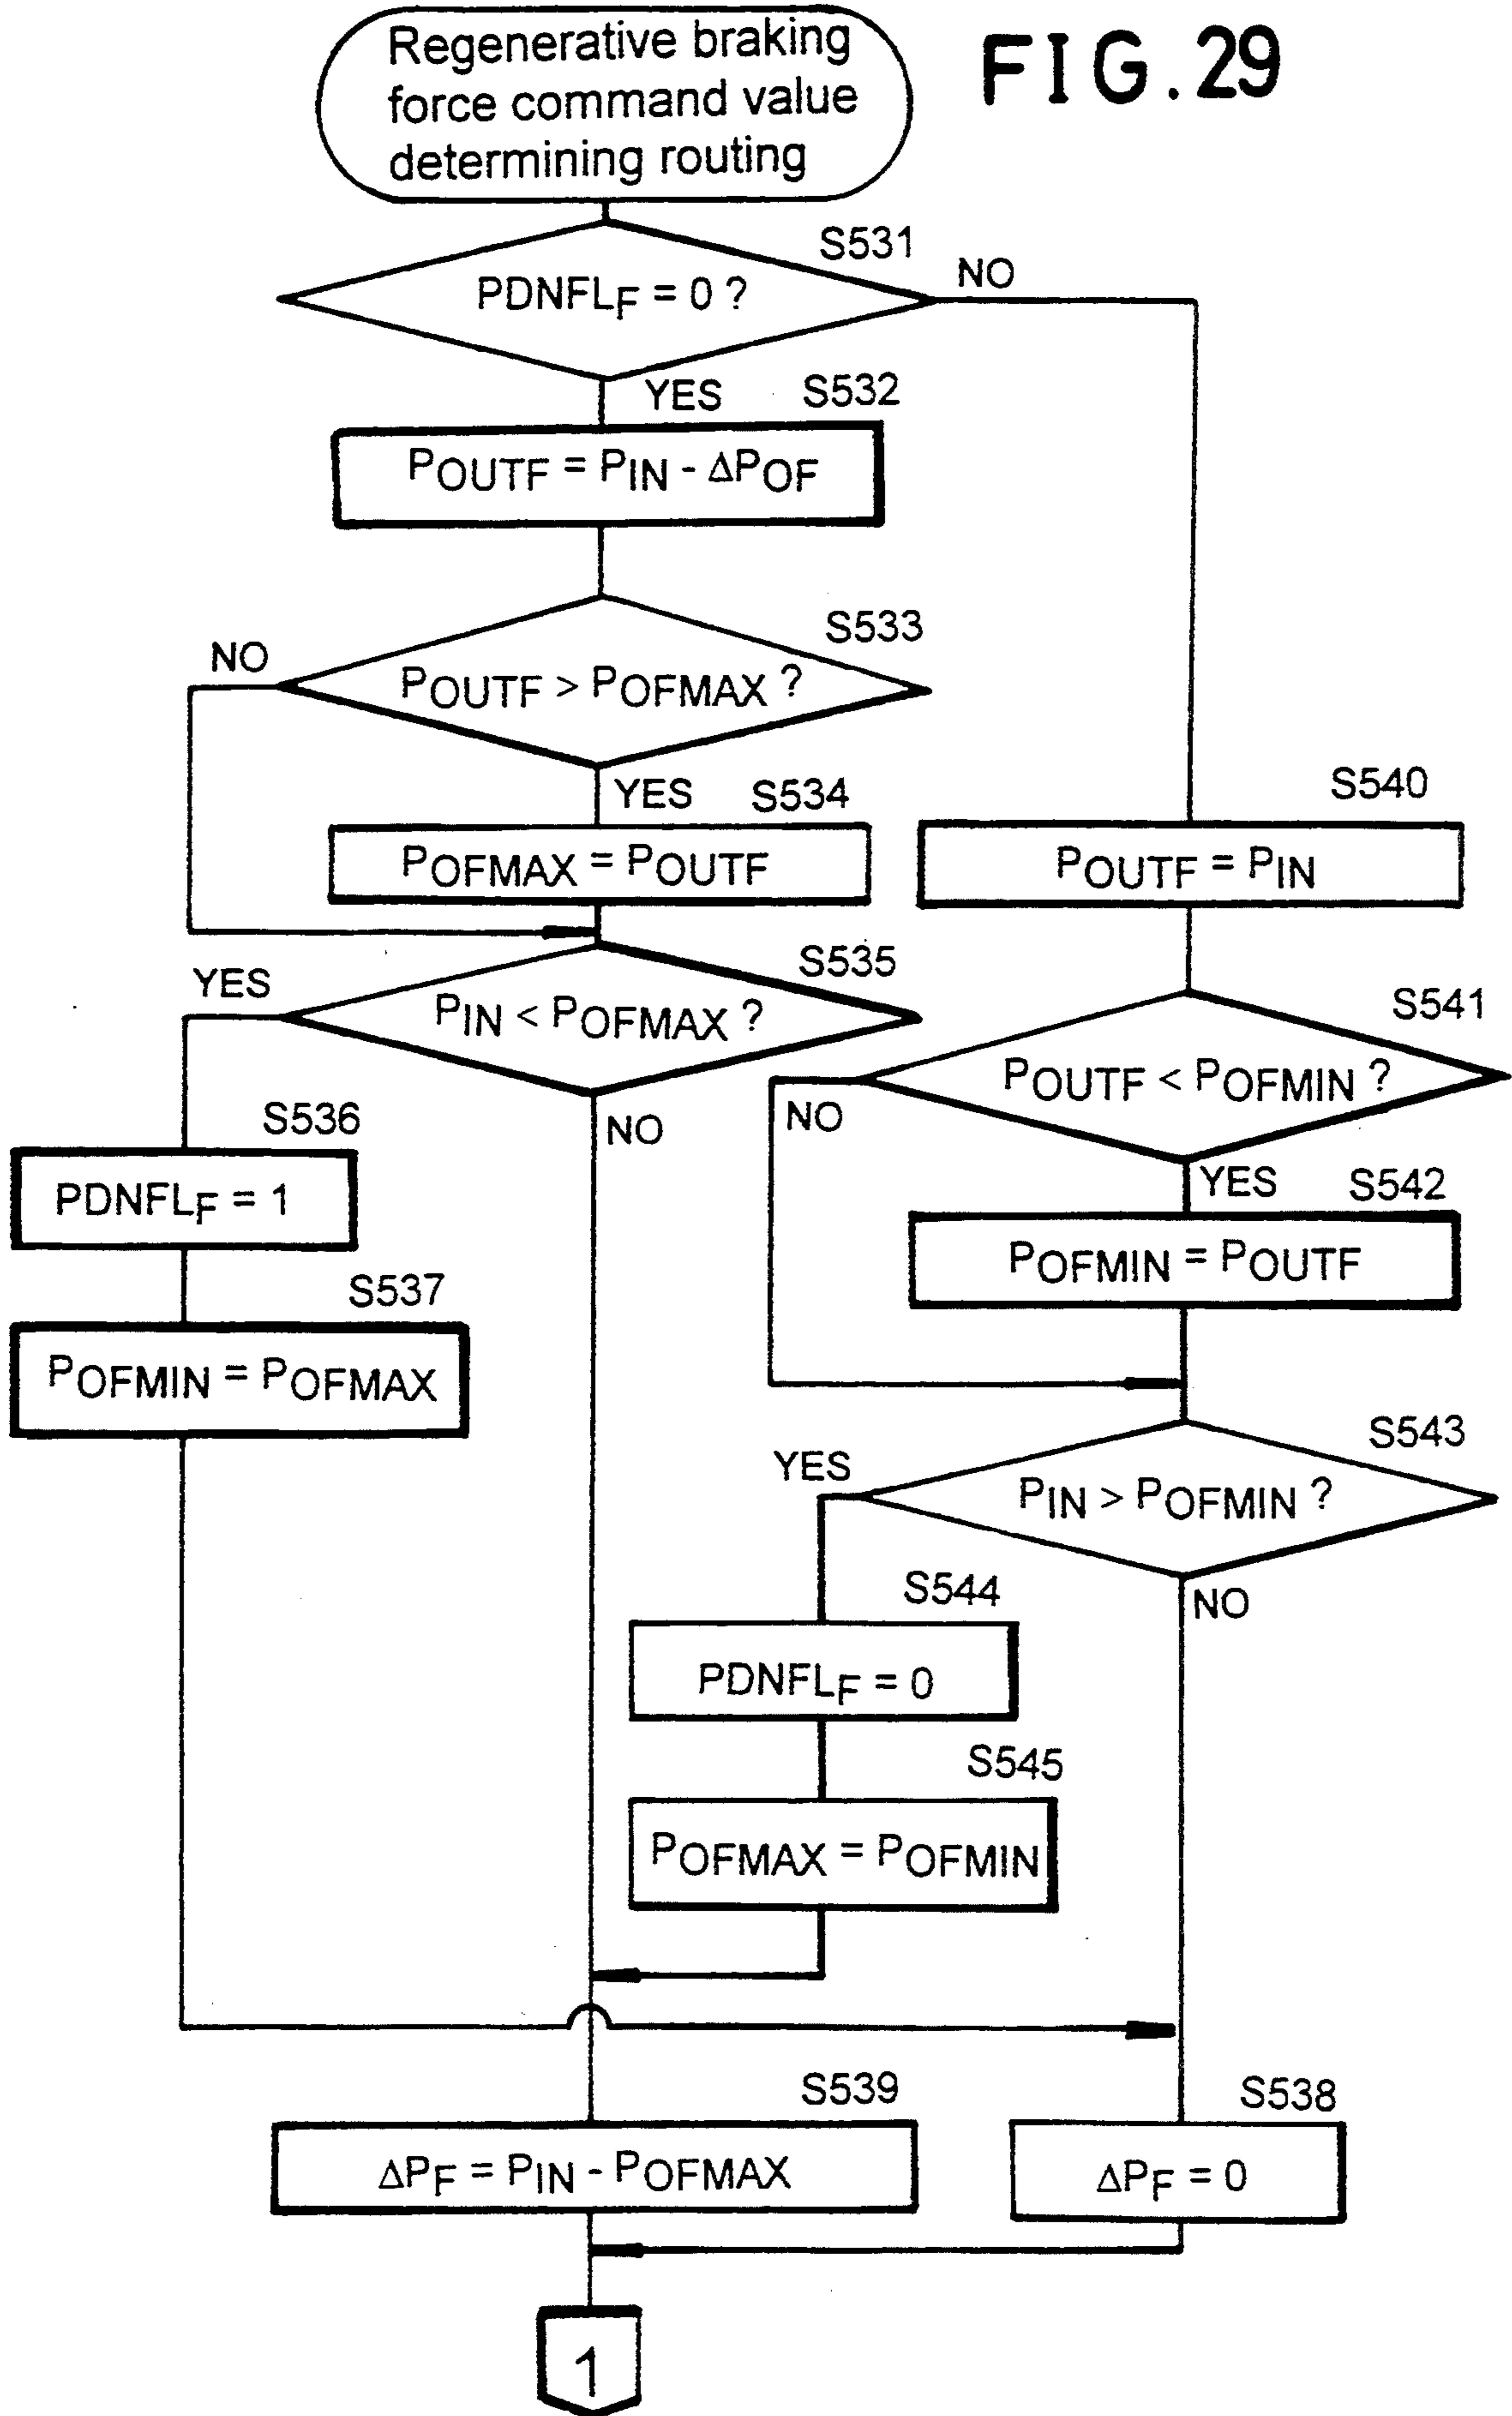 Regenerative braking
force command value
determining routing
FIG.29
S531
PDNFLF = 0 ?
NO
YES
S532
POUTF = PIN - ΔPOF
S533
NO
POUTF > POFMAX ?
YES
S534
POFMAX = POUTF
S540
POUTF = PIN
S535
YES
PIN < POFMAX ?
NO
S541
POUTF < POFMIN ?
NO
YES
S542
POFMIN = POUTF
S536
PDNFLF = 1
S537
POFMIN = POFMAX
S543
YES
PIN > POFMIN ?
NO
S544
PDNFLF = 0
S545
POFMAX = POFMIN
S539
ΔPF = PIN - POFMAX
S538
ΔPF = 0
1